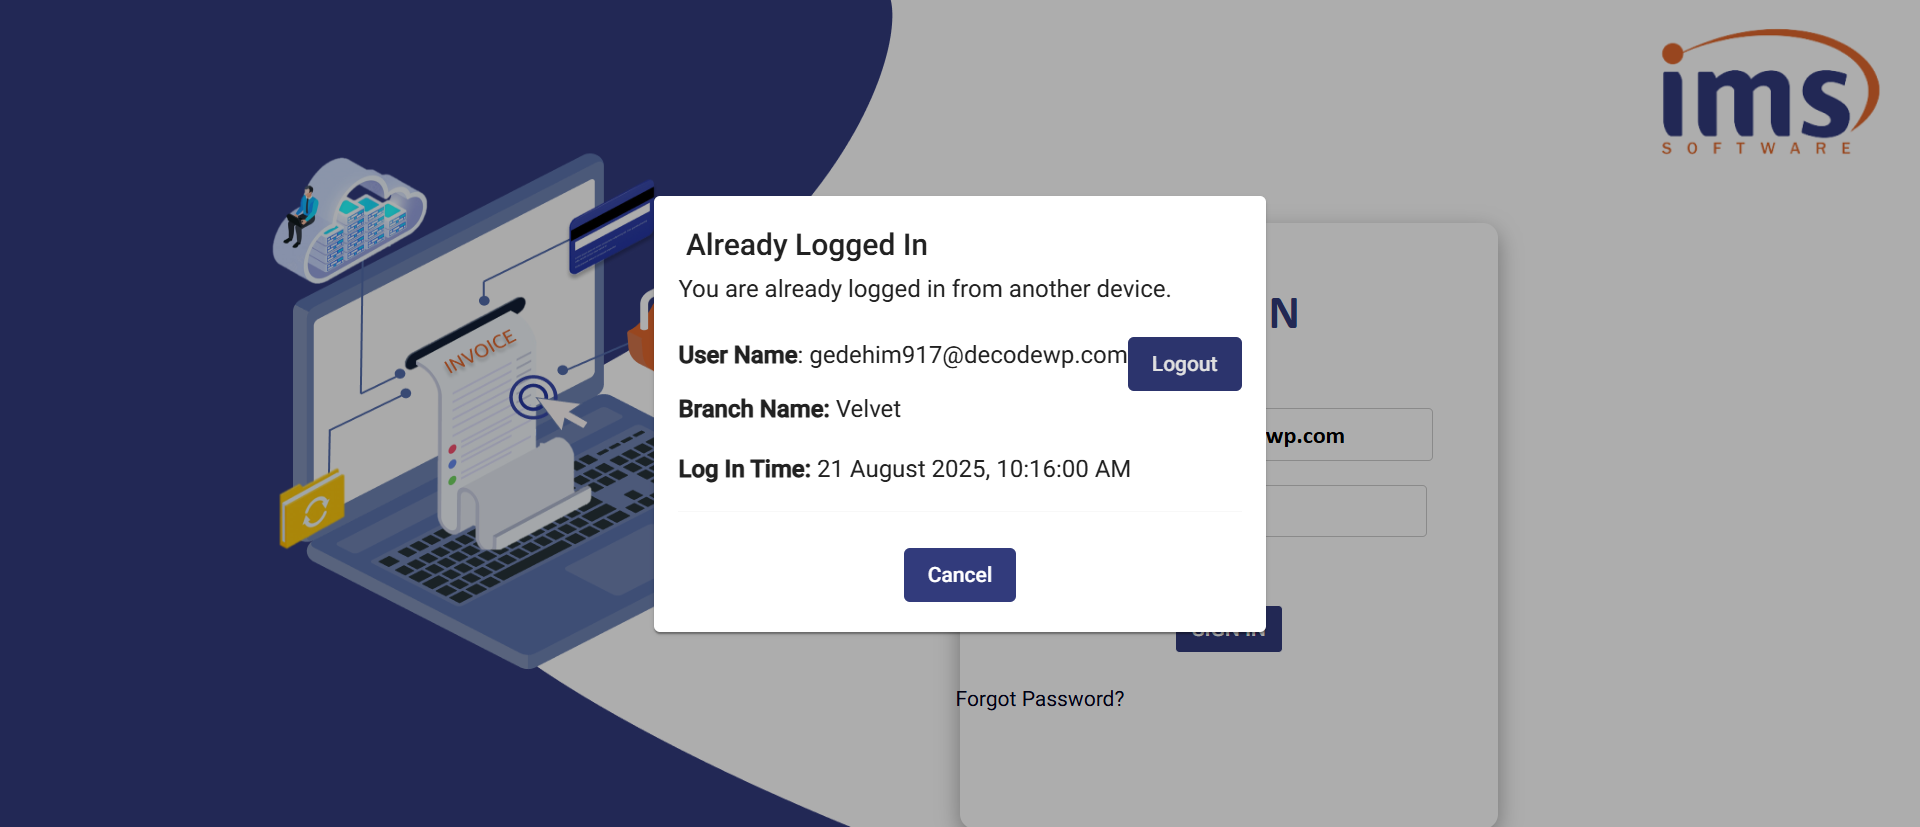 ims
SOFTWARE
INVOICE
Already Logged In
You are already logged in from another device.
User Name: gedehim917@decodewp.com
Logout
Branch Name: Velvet
Log In Time: 21 August 2025, 10:16:00 AM
Cancel
N
wp.com
SIGN IN
Forgot Password?